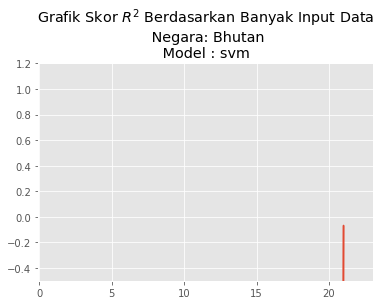 Grafik Skor R² Berdasarkan Banyak Input Data
Negara: Bhutan
Model : svm
1.2
1.0
0.8
0.6
0.4
0.2
0.0
−0.2
−0.4
0 5 10 15 20